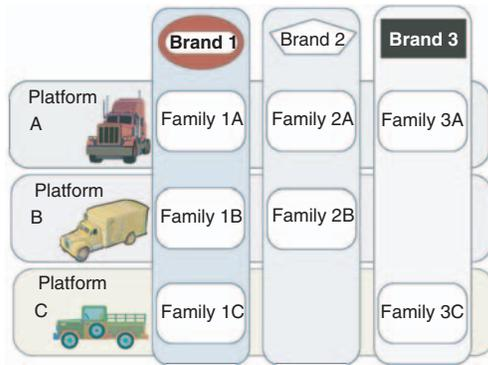 Brand 1
Brand 2
Brand 3
Platform
A
Family 1A
Family 2A
Family 3A
Platform
B
Family 1B
Family 2B
Platform
C
Family 1C
Family 3C